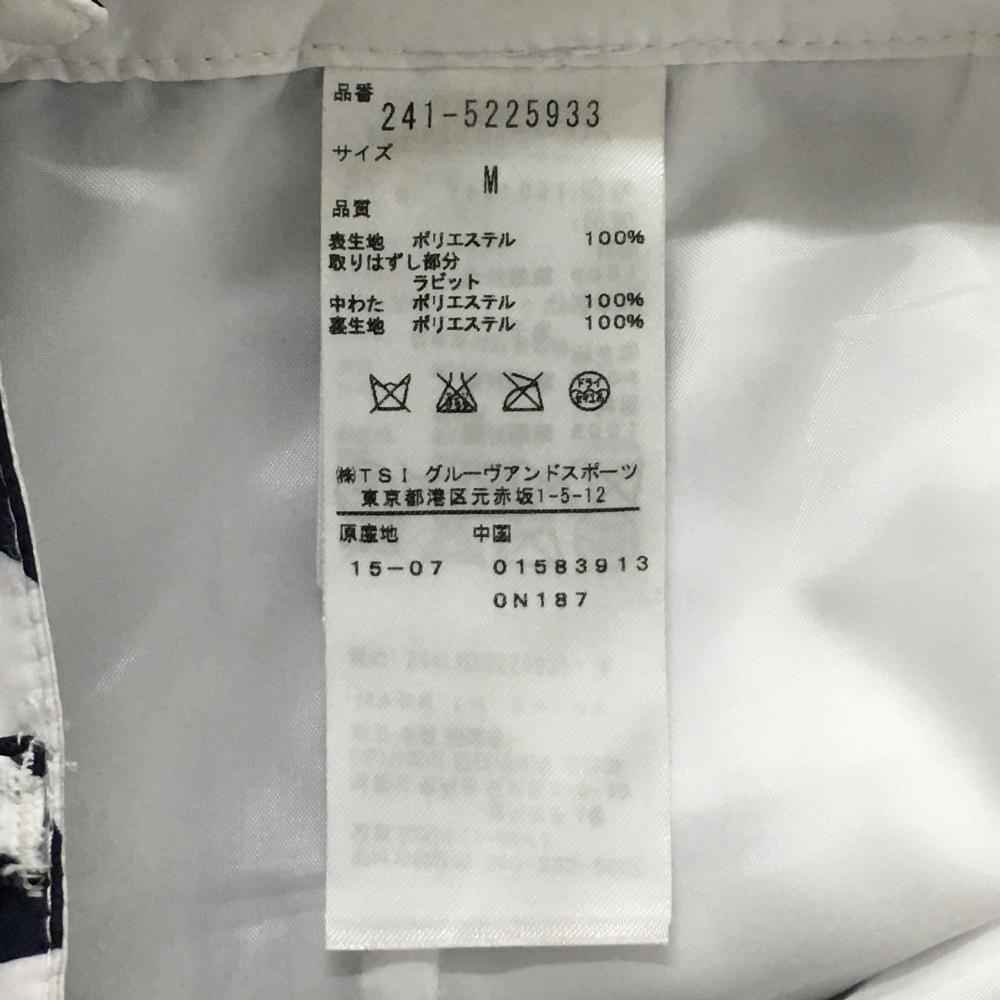 品番
241-5225933
サイズ
M
品質
表生地 ポリエステル 100%
取りはずし部分
ラビット
中わた ポリエステル 100%
裏生地 ポリエステル 100%
ドライ
㈱TSI グルーヴアンドスポーツ
東京都港区元赤坂1-5-12
原産地 中国
15-07 01583913
0N187